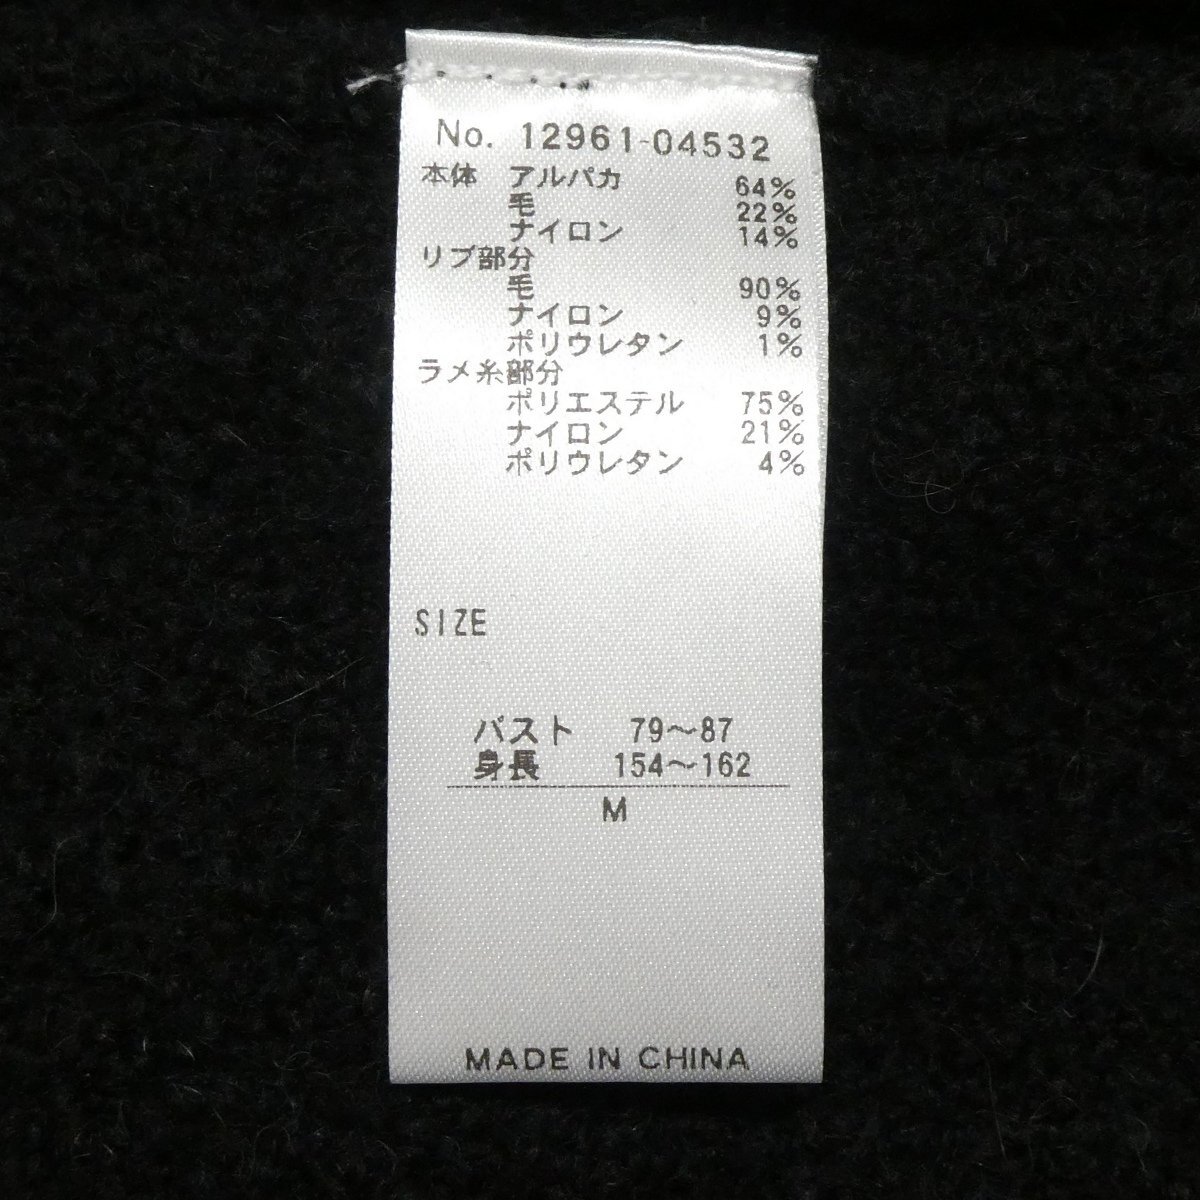 No. 12961-04532
本体 アルパカ 64%
毛 22%
ナイロン 14%
リブ部分
毛 90%
ナイロン 9%
ポリウレタン 1%
ラメ糸部分
ポリエステル 75%
ナイロン 21%
ポリウレタン 4%
SIZE
バスト 79～87
身長 154～162
M
MADE IN CHINA